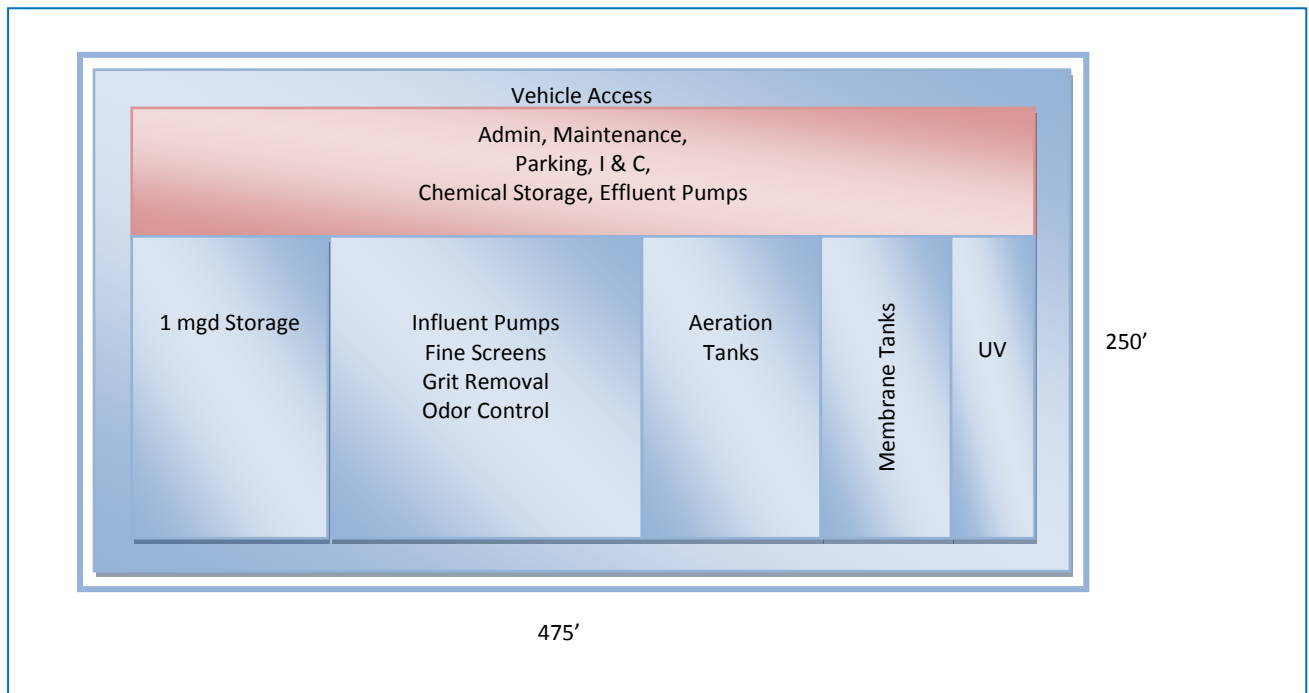 Vehicle Access
Admin, Maintenance,
Parking, I & C,
Chemical Storage, Effluent Pumps
1 mgd Storage
Influent Pumps
Fine Screens
Grit Removal
Odor Control
Aeration
Tanks
Membrane Tanks
UV
250’
475’